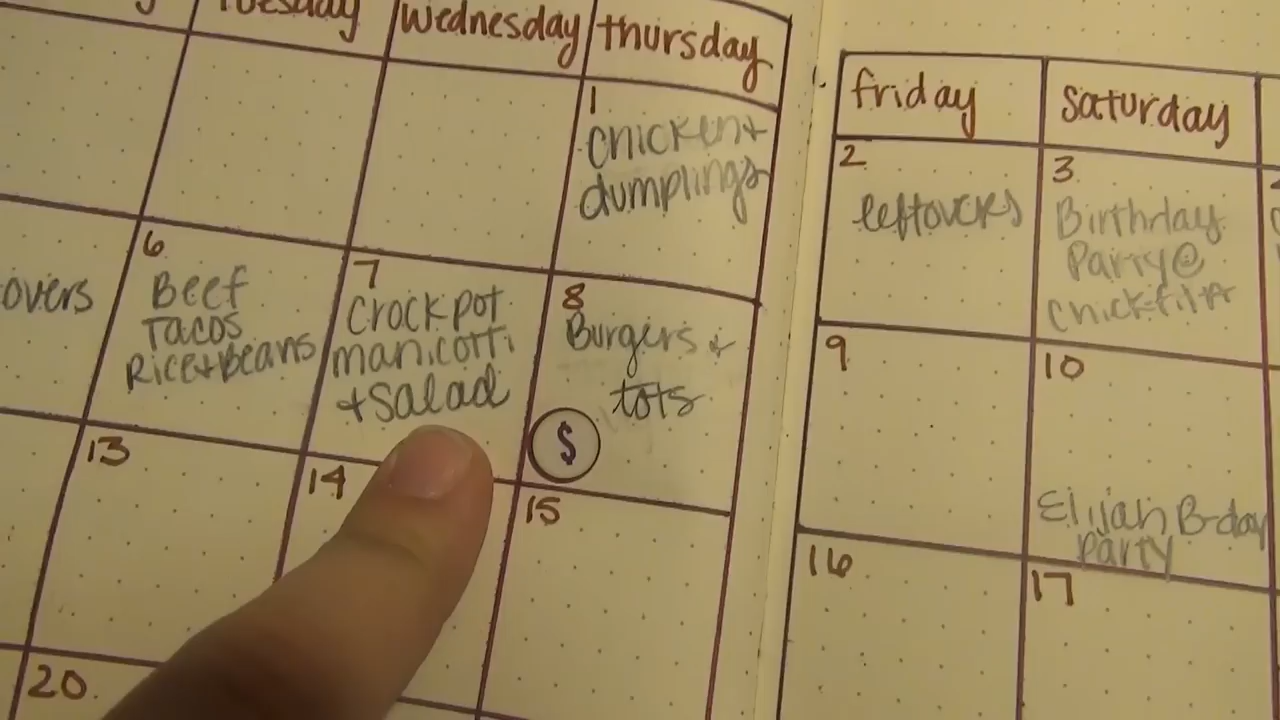 Tuesday
Wednesday
thursday
friday
saturday
1
chicken +
dumplings
2
leftovers
3
Birthday
Party @
chick-fil-a
overs
6
Beef
Tacos
Rice + Beans
7
Crockpot
manicotti
+ salad
8
Burgers +
tots
$
9
10
Elijah B-day
party
13
14
15
16
17
20